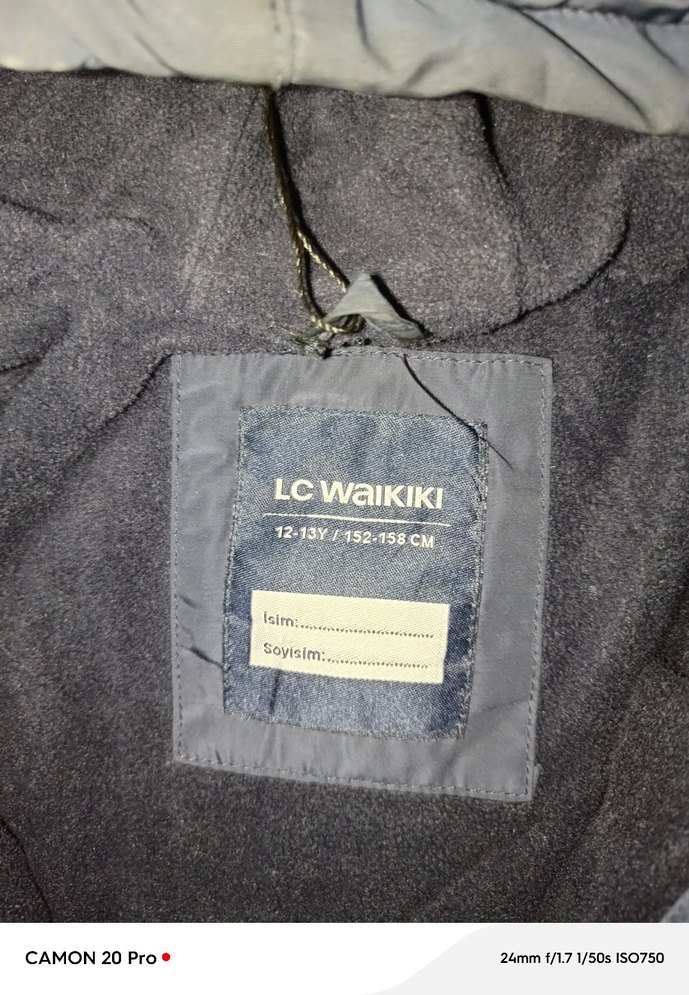 LC WAIKIKI
12-13Y / 152-158 CM
İsim:........................
Soyisim:........................
CAMON 20 Pro
24mm f/1.7 1/50s ISO750